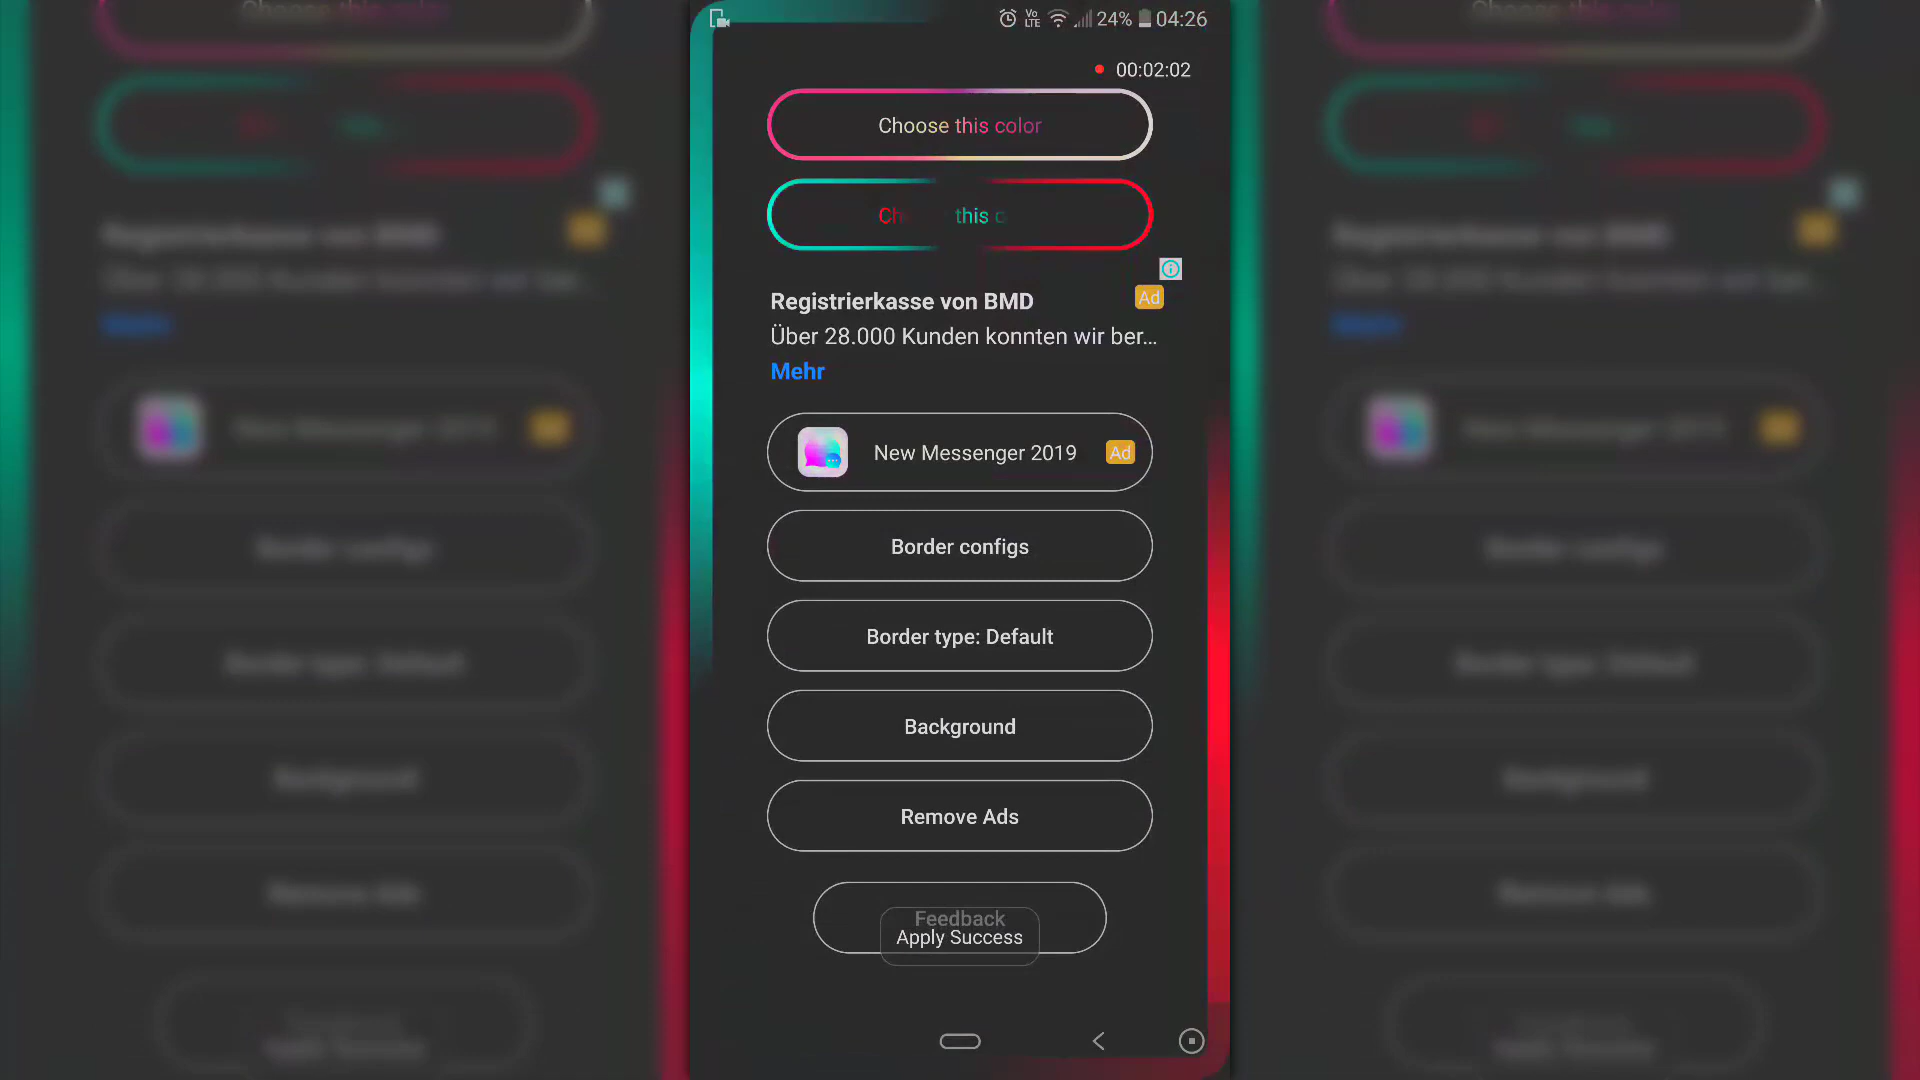 24% 04:26
00:02:02
Choose this color
Ch this c
Registrierkasse von BMD
Ad
Über 28.000 Kunden konnten wir ber...
Mehr
New Messenger 2019 Ad
Border configs
Border type: Default
Background
Remove Ads
Feedback
Apply Success